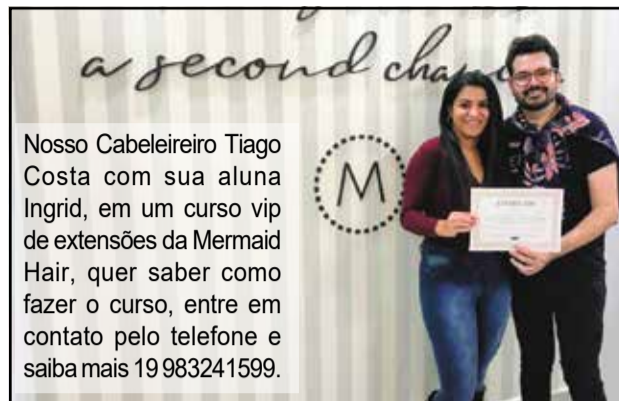 a second
Nosso Cabeleireiro Tiago
Costa com sua aluna
Ingrid, em um curso vip
de extensões da Mermaid
Hair, quer saber como
fazer o curso, entre em
contato pelo telefone e
saiba mais 19 983241599.
M